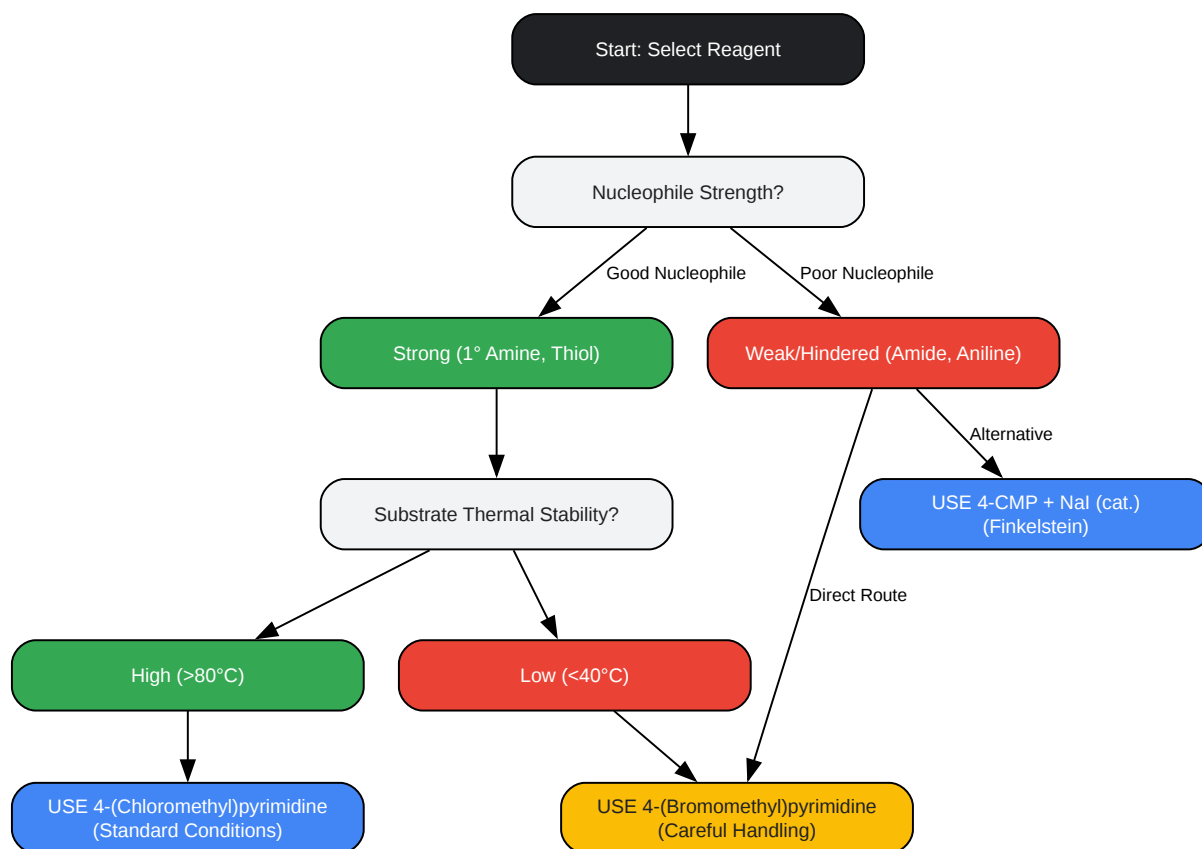 Start: Select Reagent
Nucleophile Strength?
Good Nucleophile
Poor Nucleophile
Strong (1° Amine, Thiol)
Weak/Hindered (Amide, Aniline)
Alternative
Substrate Thermal Stability?
USE 4-CMP + NaI (cat.)
(Finkelstein)
Direct Route
High (>80°C)
Low (<40°C)
USE 4-(Chloromethyl)pyrimidine
(Standard Conditions)
USE 4-(Bromomethyl)pyrimidine
(Careful Handling)